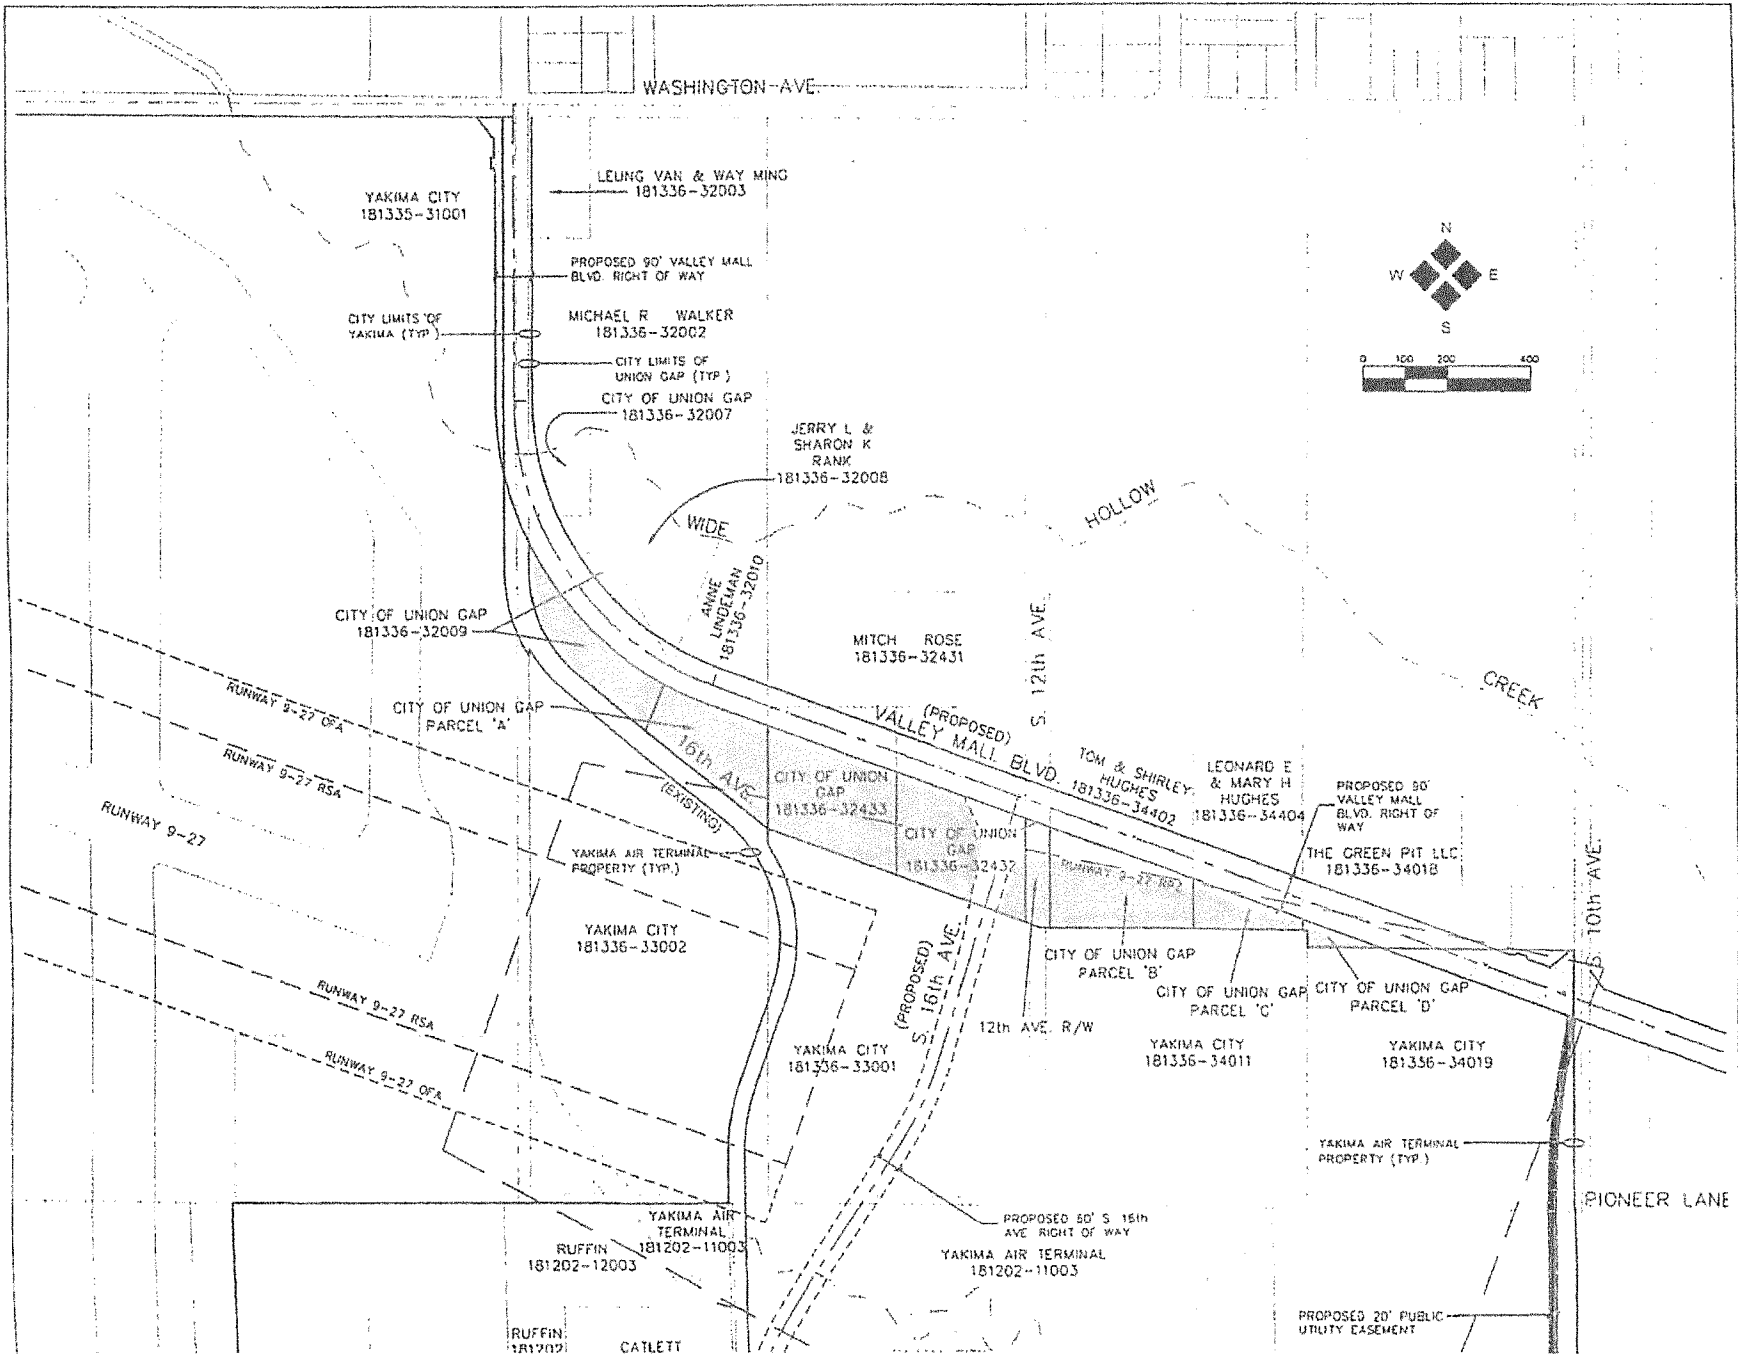 WASHINGTON AVE.
YAKIMA CITY
181335-31001
LEUNG VAN & WAY MING
181336-32003
PROPOSED 90' VALLEY MALL
BLVD. RIGHT OF WAY
CITY LIMITS OF
YAKIMA (TYP.)
MICHAEL R WALKER
181336-32002
CITY LIMITS OF
UNION GAP (TYP.)
CITY OF UNION GAP
181336-32007
JERRY L &
SHARON K
RANK
181336-32008
N
W E
S
0 100 200 400
WIDE
HOLLOW
CREEK
ANNE
LINDEMAN
181336-32010
CITY OF UNION GAP
181336-32009
MITCH ROSE
181336-32431
S. 12th AVE.
RUNWAY 9-27 OFA
CITY OF UNION GAP
PARCEL 'A'
(PROPOSED)
VALLEY MALL BLVD.
RUNWAY 9-27 RSA
16th AVE.
(EXISTING)
CITY OF UNION
GAP
181336-32433
TOM & SHIRLEY
HUGHES
181336-34402
LEONARD E
& MARY H
HUGHES
181336-34404
PROPOSED 90'
VALLEY MALL
BLVD. RIGHT OF
WAY
RUNWAY 9-27
YAKIMA AIR TERMINAL
PROPERTY (TYP.)
CITY OF UNION
GAP
181336-32432
RUNWAY 9-27
THE GREEN PIT LLC
181336-34018
S. 10th AVE.
YAKIMA CITY
181336-33002
(PROPOSED)
S. 16th AVE.
CITY OF UNION GAP
PARCEL 'B'
CITY OF UNION GAP
PARCEL 'C'
CITY OF UNION GAP
PARCEL 'D'
RUNWAY 9-27 RSA
12th AVE. R/W
YAKIMA CITY
181336-33001
YAKIMA CITY
181336-34011
YAKIMA CITY
181336-34019
RUNWAY 9-27 OFA
YAKIMA AIR TERMINAL
PROPERTY (TYP.)
PIONEER LANE
YAKIMA AIR
TERMINAL
181202-11003
RUFFIN
181202-12003
PROPOSED 60' S 16th
AVE RIGHT OF WAY
YAKIMA AIR TERMINAL
181202-11003
PROPOSED 20' PUBLIC
UTILITY EASEMENT
RUFFIN
181202
CATLETT